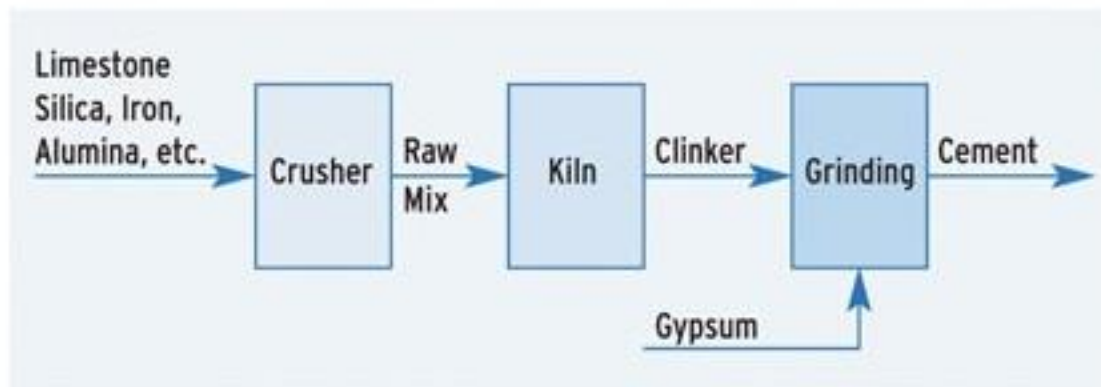 Limestone
Silica, Iron,
Alumina, etc.
Crusher
Raw
Mix
Kiln
Clinker
Grinding
Cement
Gypsum